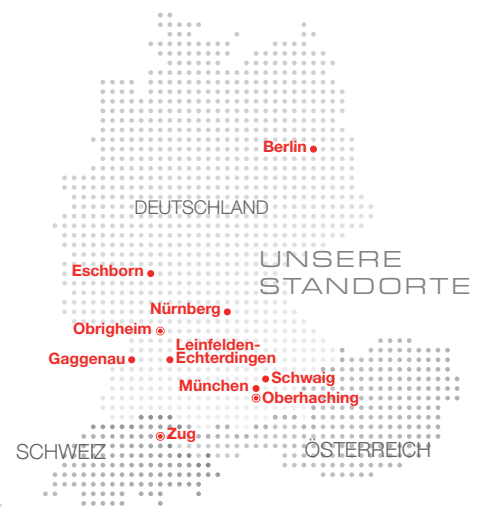 Berlin
DEUTSCHLAND
UNSERE
STANDORTE
Eschborn
Nürnberg
Obrigheim
Leinfelden-
Echterdingen
Gaggenau
Schwaig
München
Oberhaching
Zug
SCHWEIZ
ÖSTERREICH